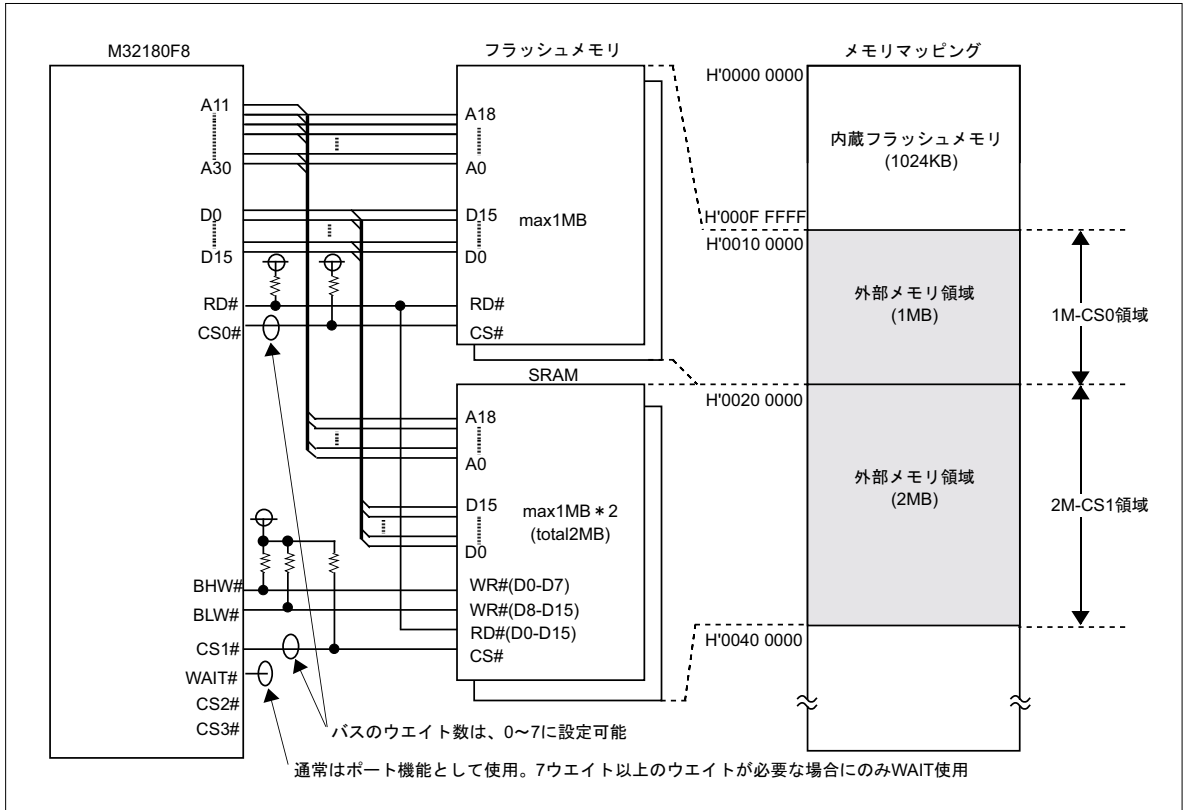 M32180F8
A11
A30
D0
D15
RD#
CS0#
BHW#
BLW#
CS1#
WAIT#
CS2#
CS3#
フラッシュメモリ
A18
A0
D15
D0
max1MB
RD#
CS#
SRAM
A18
A0
D15
D0
max1MB*2
(total2MB)
WR#(D0-D7)
WR#(D8-D15)
RD#(D0-D15)
CS#
バスのウエイト数は、0～7に設定可能
通常はポート機能として使用。7ウエイト以上のウエイトが必要な場合にのみWAIT使用
メモリマッピング
H'0000 0000
内蔵フラッシュメモリ
(1024KB)
H'000F FFFF
H'0010 0000
外部メモリ領域
(1MB)
1M-CS0領域
H'0020 0000
外部メモリ領域
(2MB)
2M-CS1領域
H'0040 0000